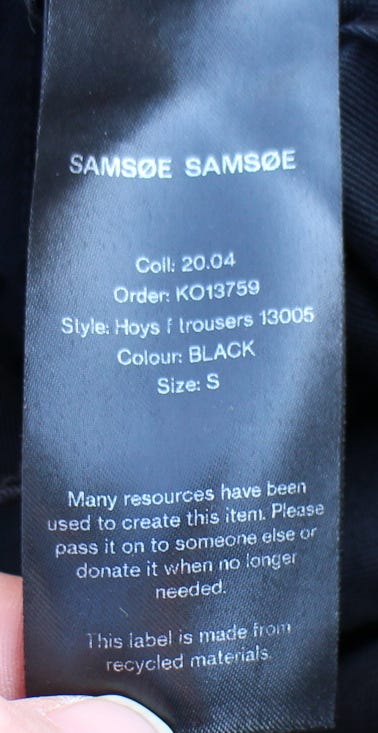 SAMSØE SAMSØE
Coll: 20.04
Order: KO13759
Style: Hoys f trousers 13005
Colour: BLACK
Size: S
Many resources have been
used to create this item. Please
pass it on to someone else or
donate it when no longer
needed.
This label is made from
recycled materials.